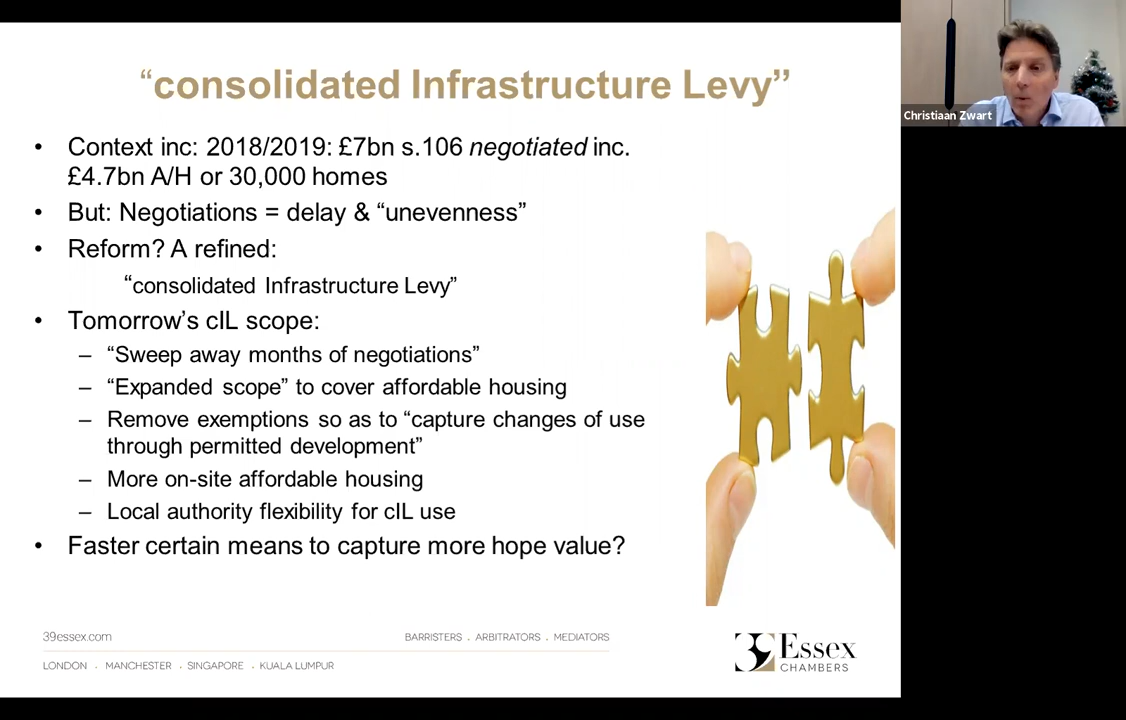 “consolidated Infrastructure Levy”
• Context inc: 2018/2019: £7bn s.106 negotiated inc.
£4.7bn A/H or 30,000 homes
• But: Negotiations = delay & “unevenness”
• Reform? A refined:
“consolidated Infrastructure Levy”
• Tomorrow’s cIL scope:
– “Sweep away months of negotiations”
– “Expanded scope” to cover affordable housing
– Remove exemptions so as to “capture changes of use
through permitted development”
– More on-site affordable housing
– Local authority flexibility for cIL use
• Faster certain means to capture more hope value?
39essex.com
BARRISTERS . ARBITRATORS . MEDIATORS
LONDON . MANCHESTER . SINGAPORE . KUALA LUMPUR
39 Essex
CHAMBERS
Christiaan Zwart